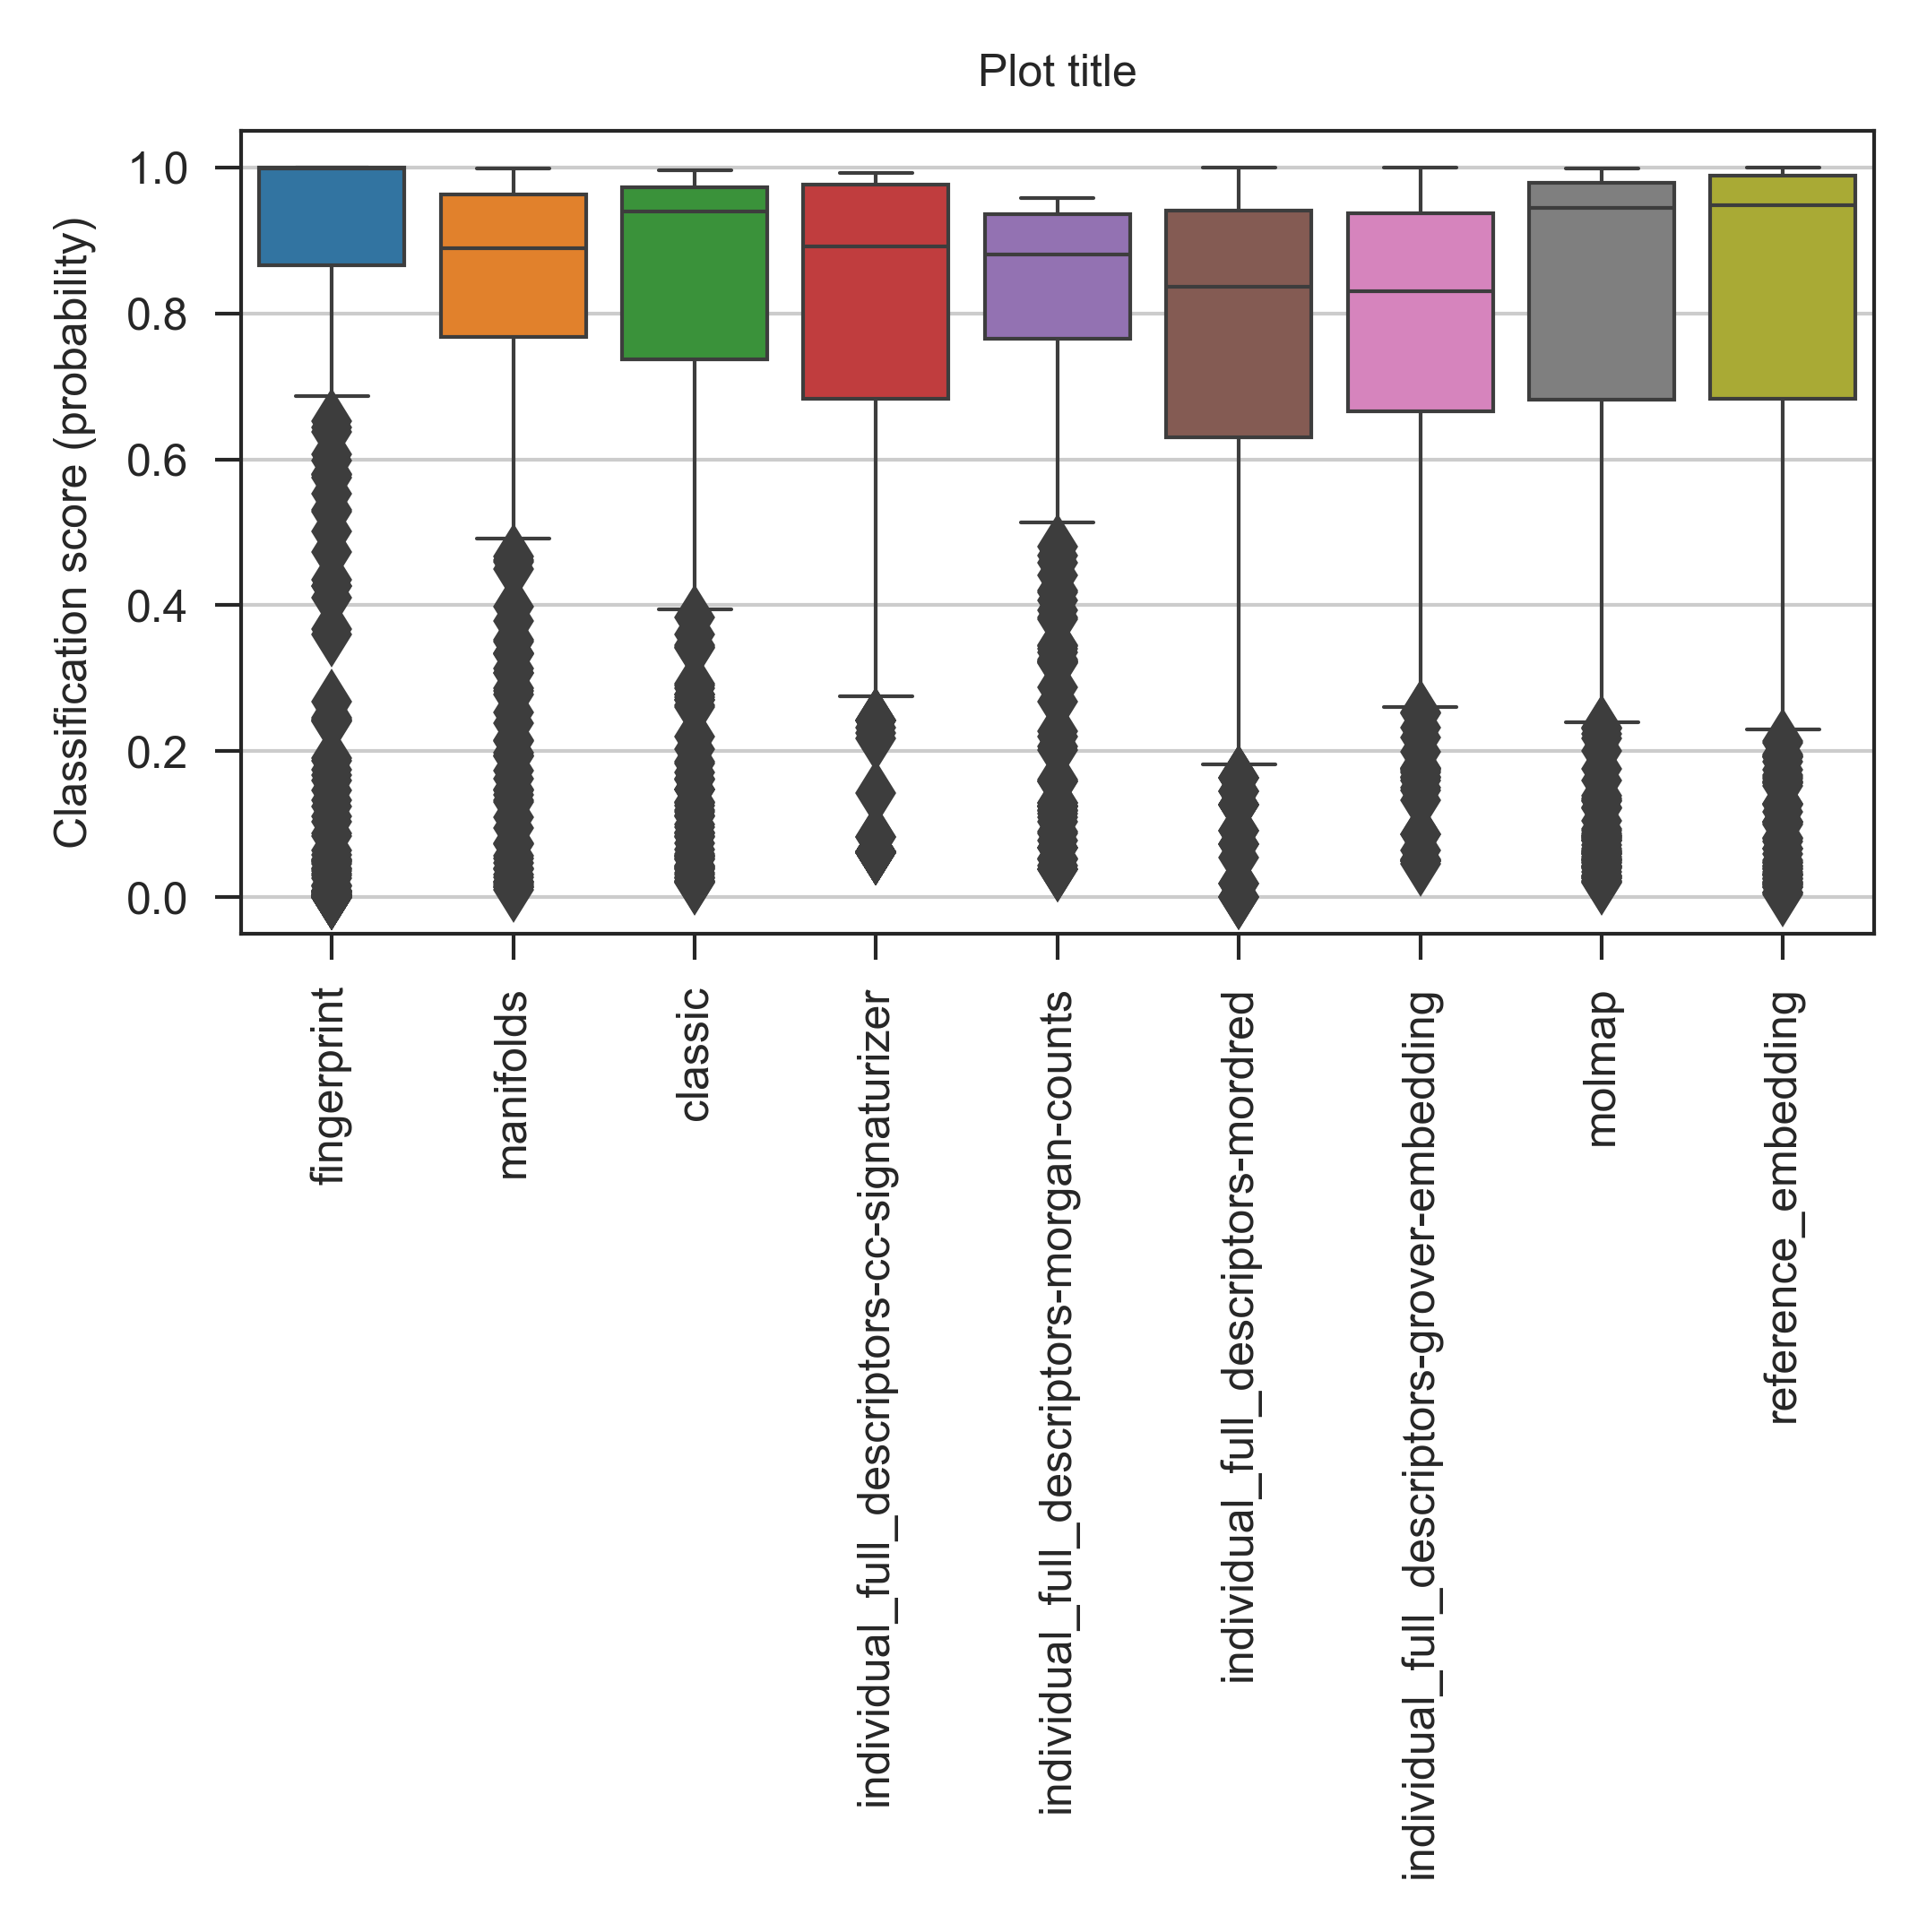 Plot title
Classification score (probability)
1.0
0.8
0.6
0.4
0.2
0.0
fingerprint
manifolds
classic
individual_full_descriptors-cc-signaturizer
individual_full_descriptors-morgan-counts
individual_full_descriptors-mordred
individual_full_descriptors-grover-embedding
molmap
reference_embedding